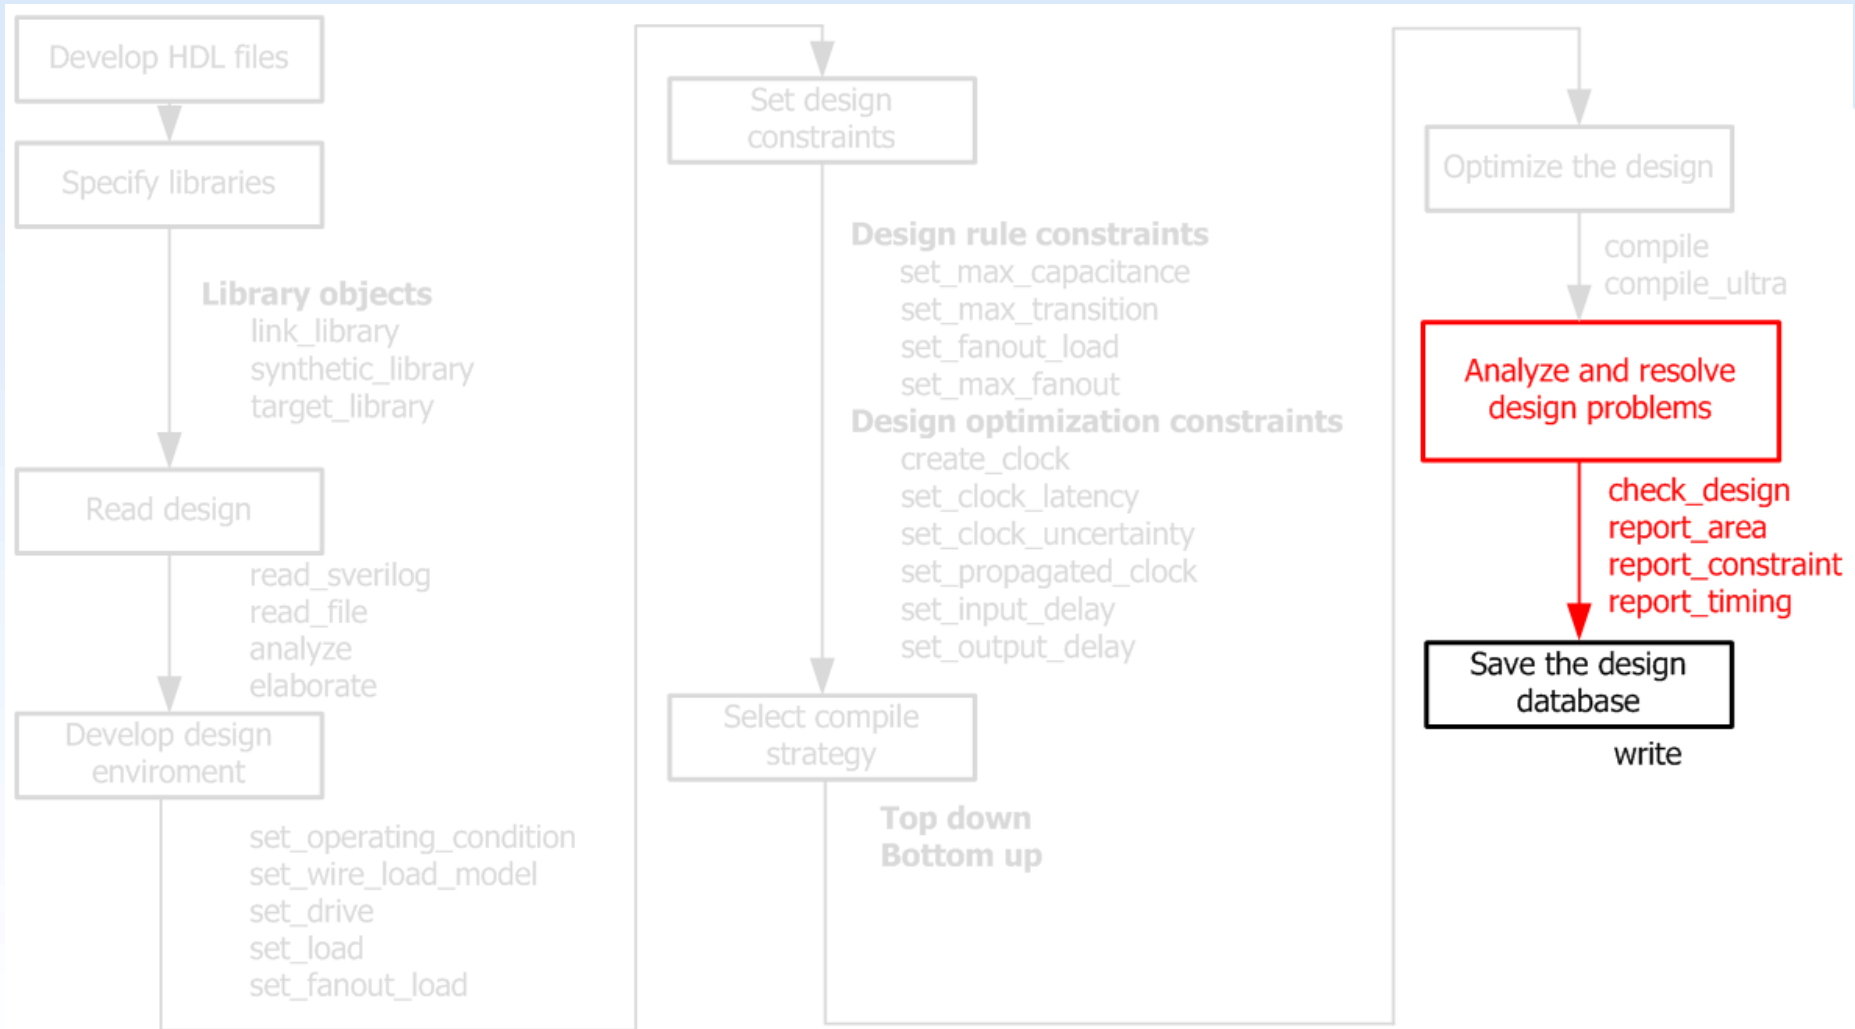 Develop HDL files
Specify libraries
Library objects
link_library
synthetic_library
target_library
Read design
read_sverilog
read_file
analyze
elaborate
Develop design
enviroment
set_operating_condition
set_wire_load_model
set_drive
set_load
set_fanout_load
Set design
constraints
Design rule constraints
set_max_capacitance
set_max_transition
set_fanout_load
set_max_fanout
Design optimization constraints
create_clock
set_clock_latency
set_clock_uncertainty
set_propagated_clock
set_input_delay
set_output_delay
Select compile
strategy
Top down
Bottom up
Optimize the design
compile
compile_ultra
Analyze and resolve
design problems
check_design
report_area
report_constraint
report_timing
Save the design
database
write